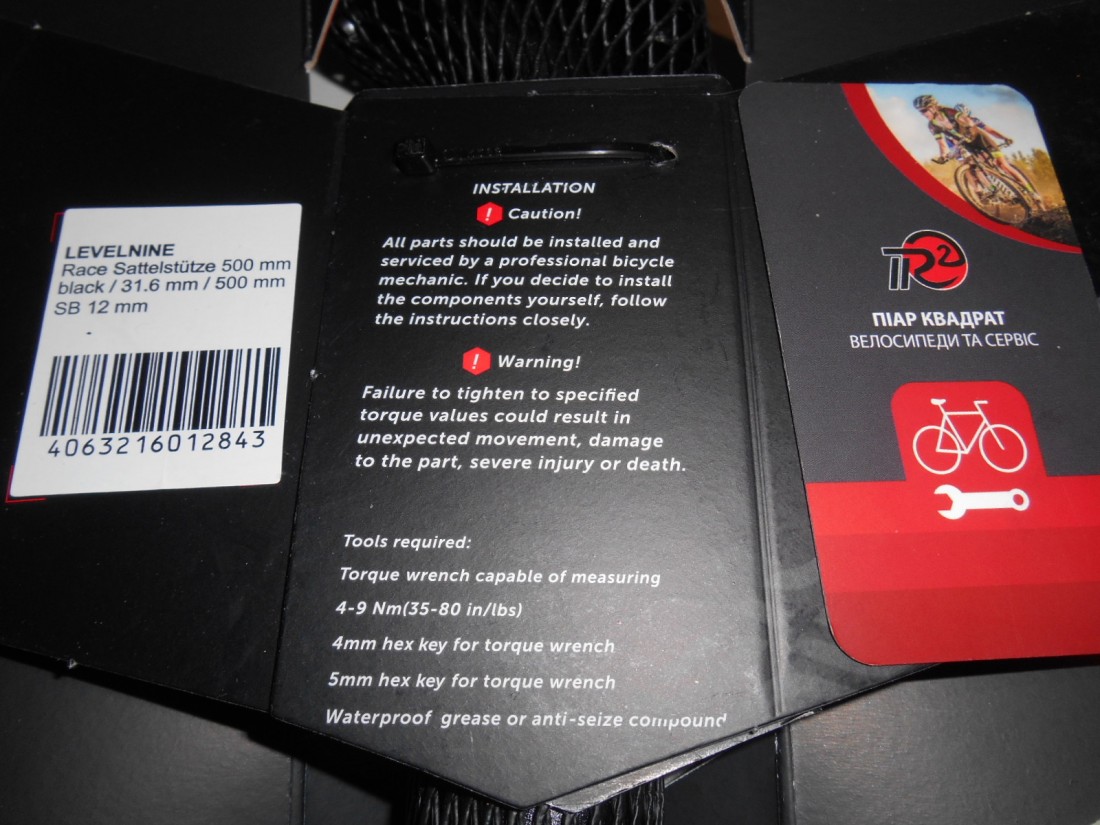 LEVELNINE
Race Sattelstütze 500 mm
black / 31.6 mm / 500 mm
SB 12 mm
4063216012843
INSTALLATION
! Caution!
All parts should be installed and
serviced by a professional bicycle
mechanic. If you decide to install
the components yourself, follow
the instructions closely.
! Warning!
Failure to tighten to specified
torque values could result in
unexpected movement, damage
to the part, severe injury or death.
Tools required:
Torque wrench capable of measuring
4-9 Nm(35-80 in/lbs)
4mm hex key for torque wrench
5mm hex key for torque wrench
Waterproof grease or anti-seize compound
ПR2
ПІАР КВАДРАТ
ВЕЛОСИПЕДИ ТА СЕРВІС